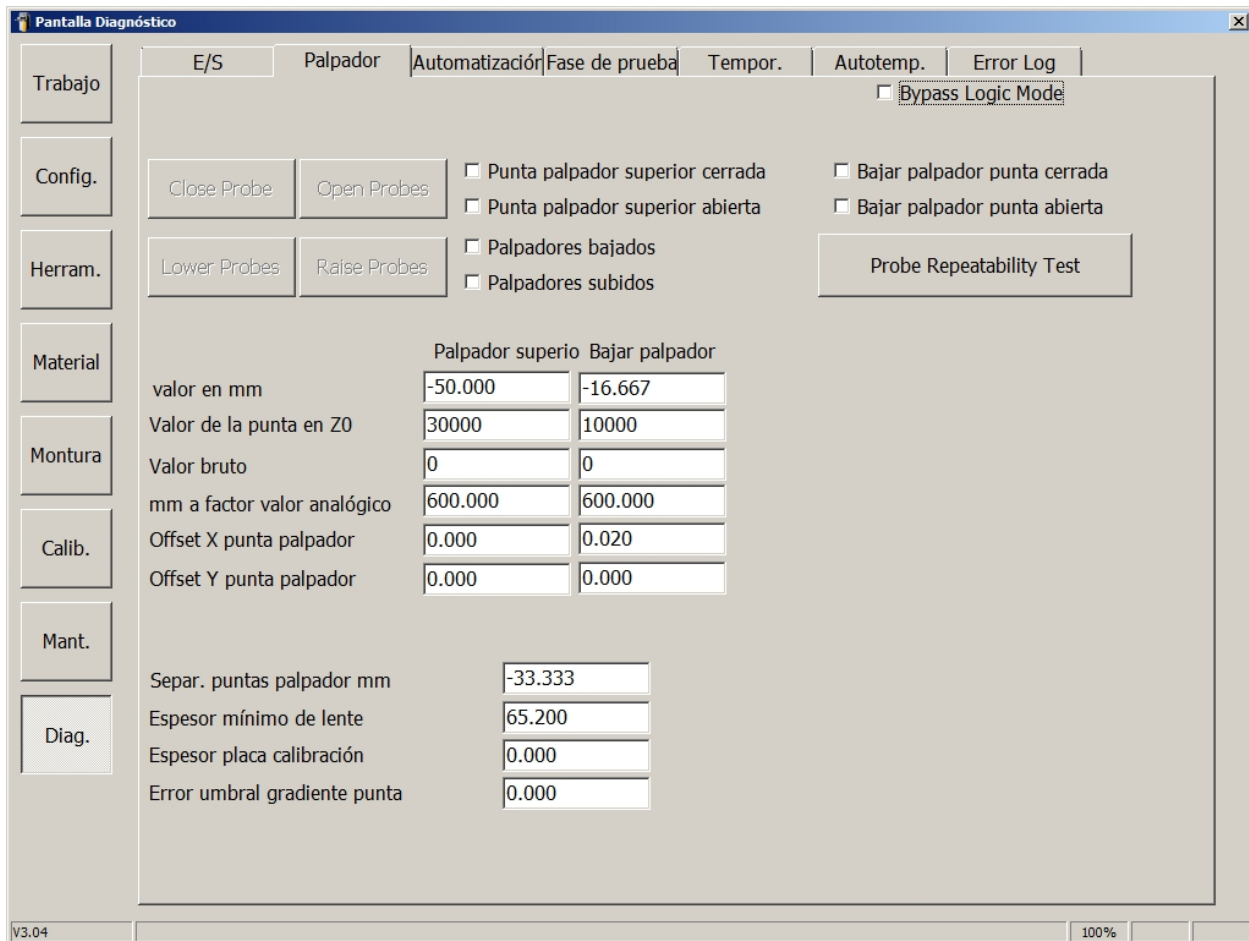 Pantalla Diagnóstico
Trabajo
Config.
Herram.
Material
Montura
Calib.
Mant.
Diag.
E/S Palpador Automatización Fase de prueba Tempor. Autotemp. Error Log
Bypass Logic Mode
Close Probe Open Probes
Lower Probes Raise Probes
Punta palpador superior cerrada
Punta palpador superior abierta
Palpadores bajados
Palpadores subidos
Bajar palpador punta cerrada
Bajar palpador punta abierta
Probe Repeatability Test
Palpador superio Bajar palpador
valor en mm -50.000 -16.667
Valor de la punta en Z0 30000 10000
Valor bruto 0 0
mm a factor valor analógico 600.000 600.000
Offset X punta palpador 0.000 0.020
Offset Y punta palpador 0.000 0.000
Separ. puntas palpador mm -33.333
Espesor mínimo de lente 65.200
Espesor placa calibración 0.000
Error umbral gradiente punta 0.000
V3.04 100%